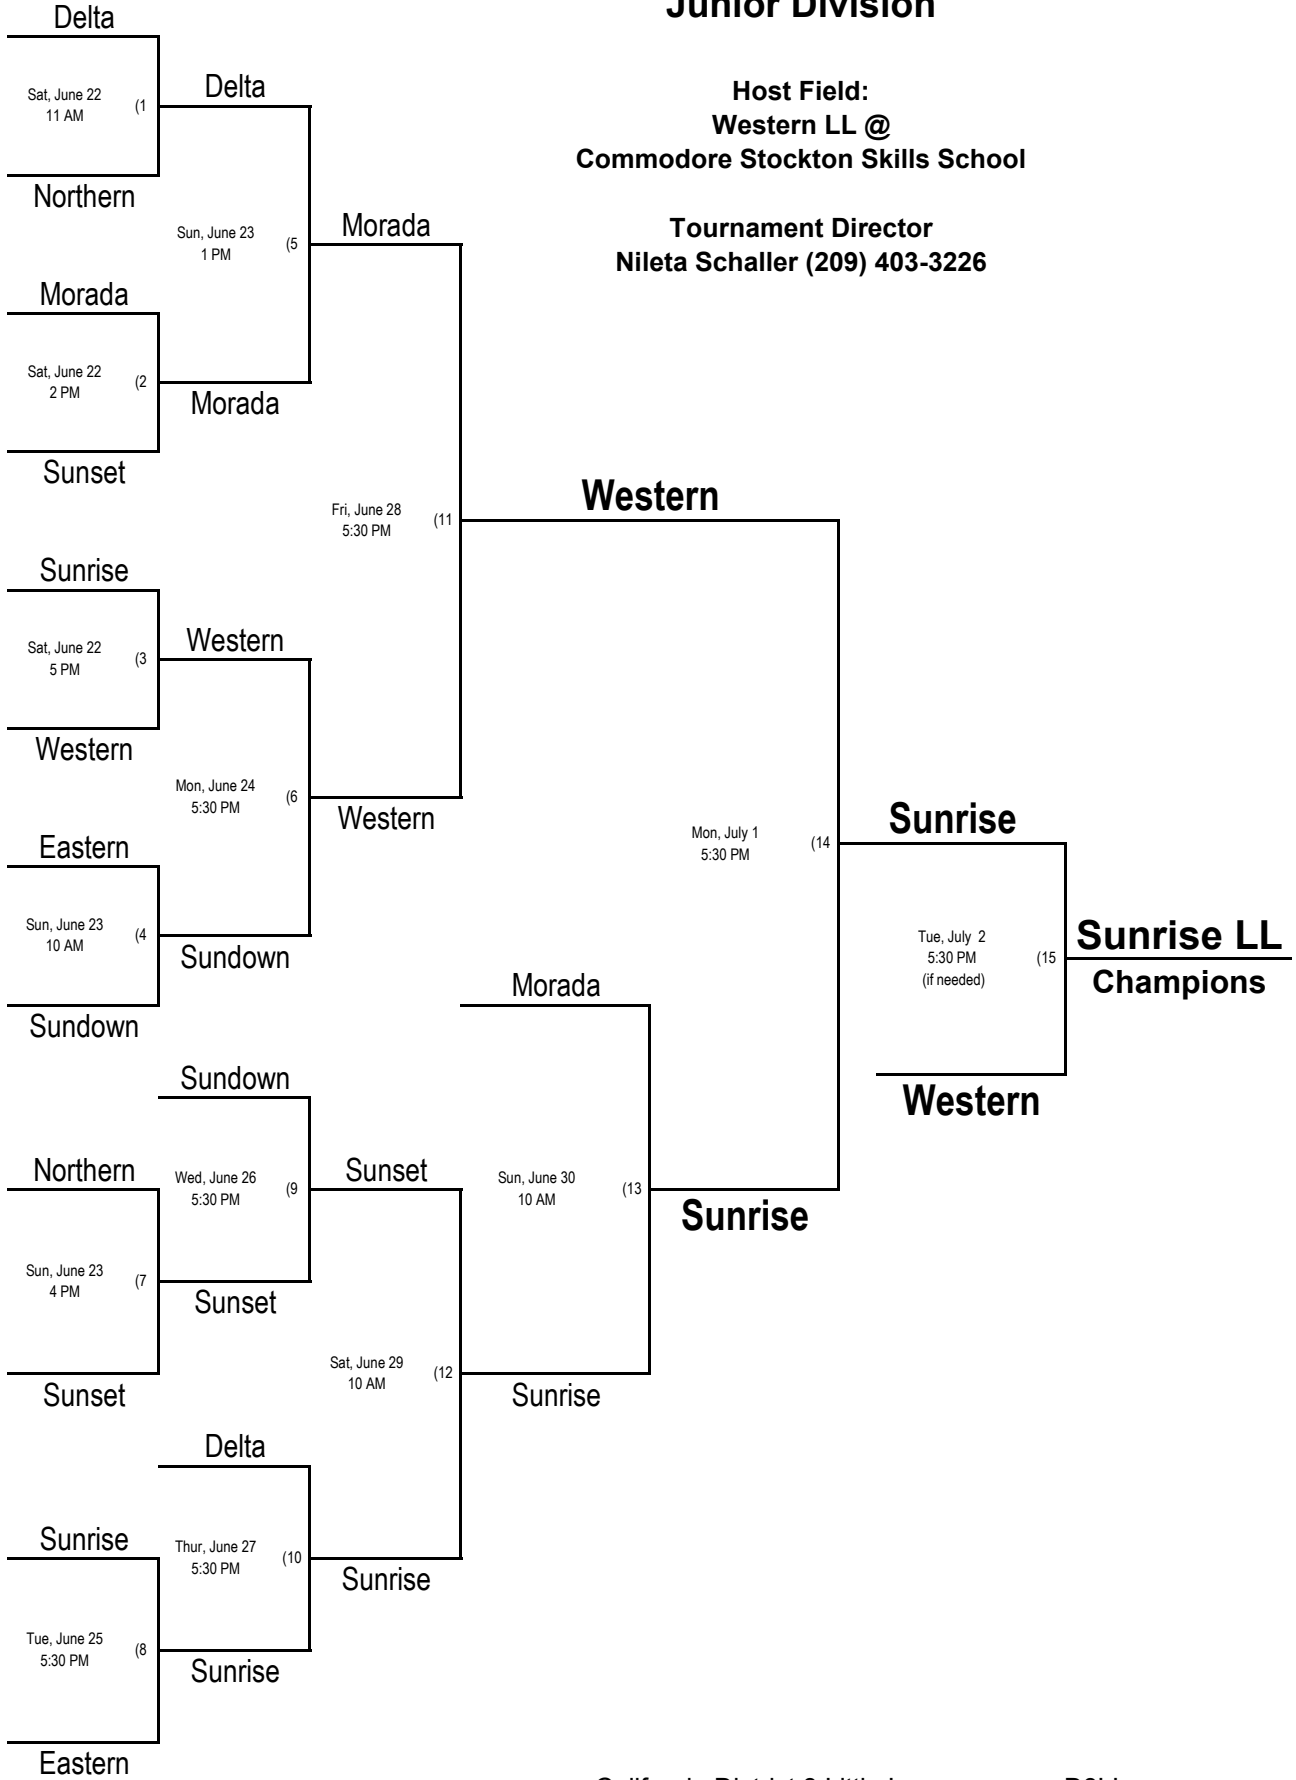 Junior Division
Host Field:
Western LL @
Commodore Stockton Skills School
Tournament Director
Nileta Schaller (209) 403-3226
Delta
Sat, June 22
11 AM
(1
Delta
Northern
Sun, June 23
1 PM
(5
Morada
Morada
Sat, June 22
2 PM
(2
Morada
Sunset
Fri, June 28
5:30 PM
(11
Western
Sunrise
Sat, June 22
5 PM
(3
Western
Western
Mon, June 24
5:30 PM
(6
Western
Eastern
Sun, June 23
10 AM
(4
Sundown
Sundown
Mon, July 1
5:30 PM
(14
Sunrise
Tue, July 2
5:30 PM
(if needed)
(15
Sunrise LL
Champions
Western
Morada
Sun, June 30
10 AM
(13
Sunrise
Sundown
Wed, June 26
5:30 PM
(9
Sunset
Northern
Sun, June 23
4 PM
(7
Sunset
Sunset
Sat, June 29
10 AM
(12
Sunrise
Delta
Thur, June 27
5:30 PM
(10
Sunrise
Sunrise
Tue, June 25
5:30 PM
(8
Sunrise
Eastern